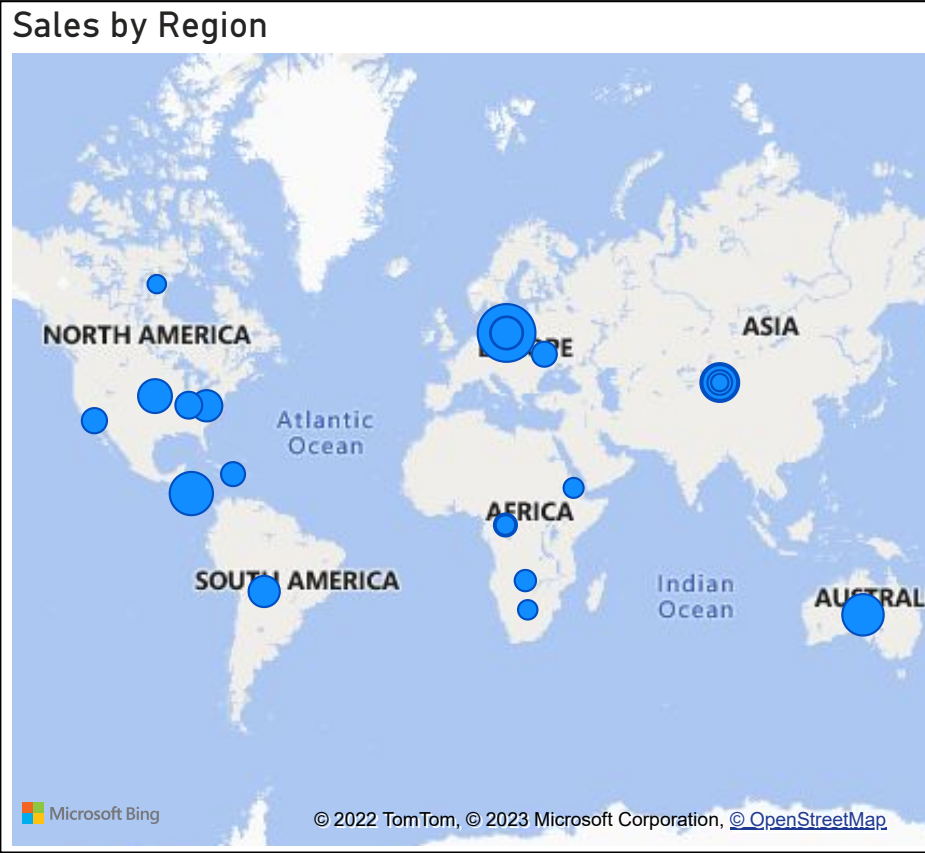 Sales by Region
NORTH AMERICA
ASIA
Atlantic
Ocean
AFRICA
SOUTH AMERICA
Indian
Ocean
AUSTRAL
Microsoft Bing
© 2022 TomTom, © 2023 Microsoft Corporation, © OpenStreetMap